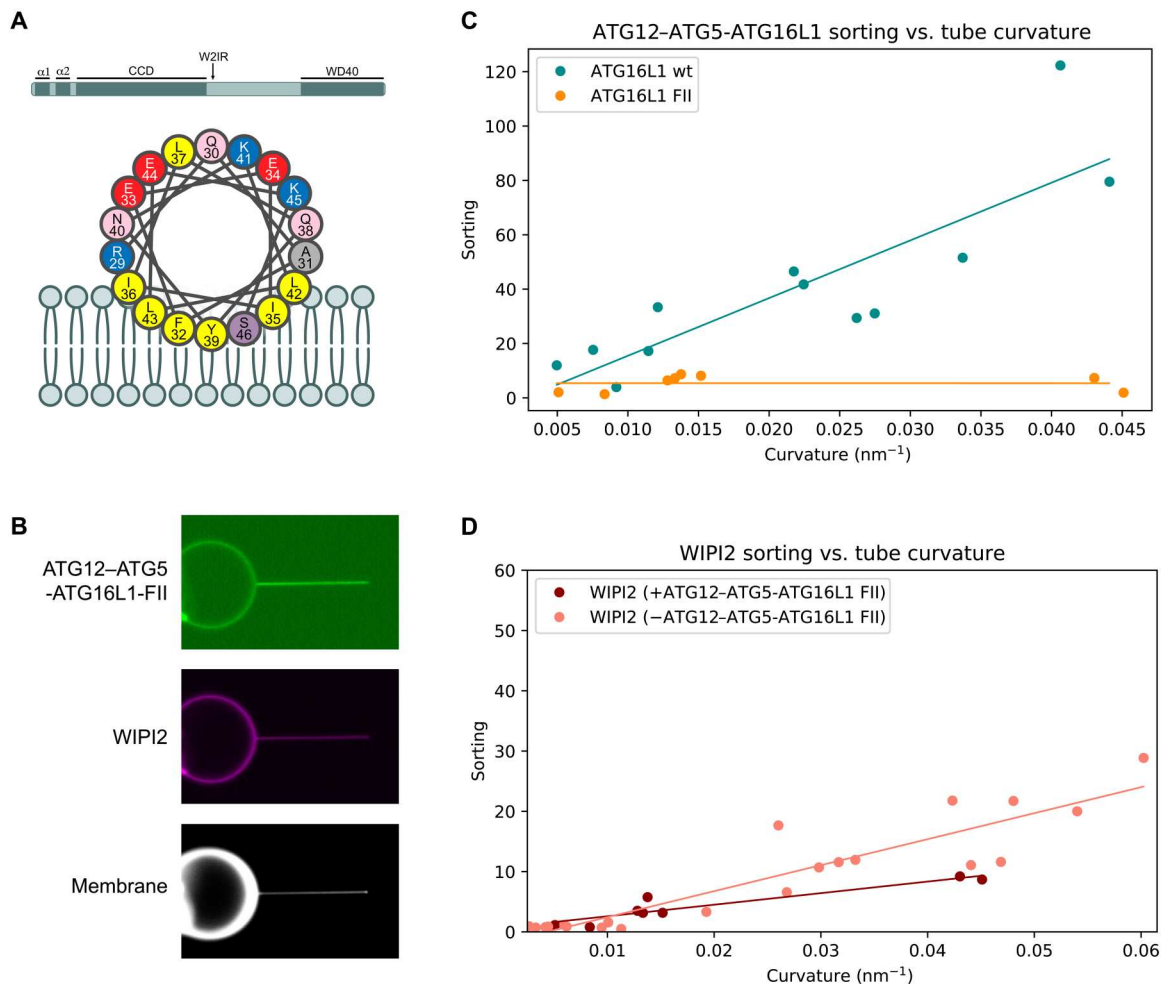 A
α1
α2
CCD
W2IR
WD40
Q
30
K
41
E
34
K
45
Q
38
A
31
L
42
I
35
S
46
Y
39
F
32
L
43
I
36
R
29
N
40
E
33
E
44
L
37
B
ATG12–ATG5
-ATG16L1-FII
WIPI2
Membrane
C
ATG12–ATG5-ATG16L1 sorting vs. tube curvature
ATG16L1 wt
ATG16L1 FII
Sorting
120
100
80
60
40
20
0
0.005 0.010 0.015 0.020 0.025 0.030 0.035 0.040 0.045
Curvature (nm⁻¹)
D
WIPI2 sorting vs. tube curvature
WIPI2 (+ATG12–ATG5-ATG16L1 FII)
WIPI2 (−ATG12–ATG5-ATG16L1 FII)
Sorting
60
50
40
30
20
10
0
0.01 0.02 0.03 0.04 0.05 0.06
Curvature (nm⁻¹)